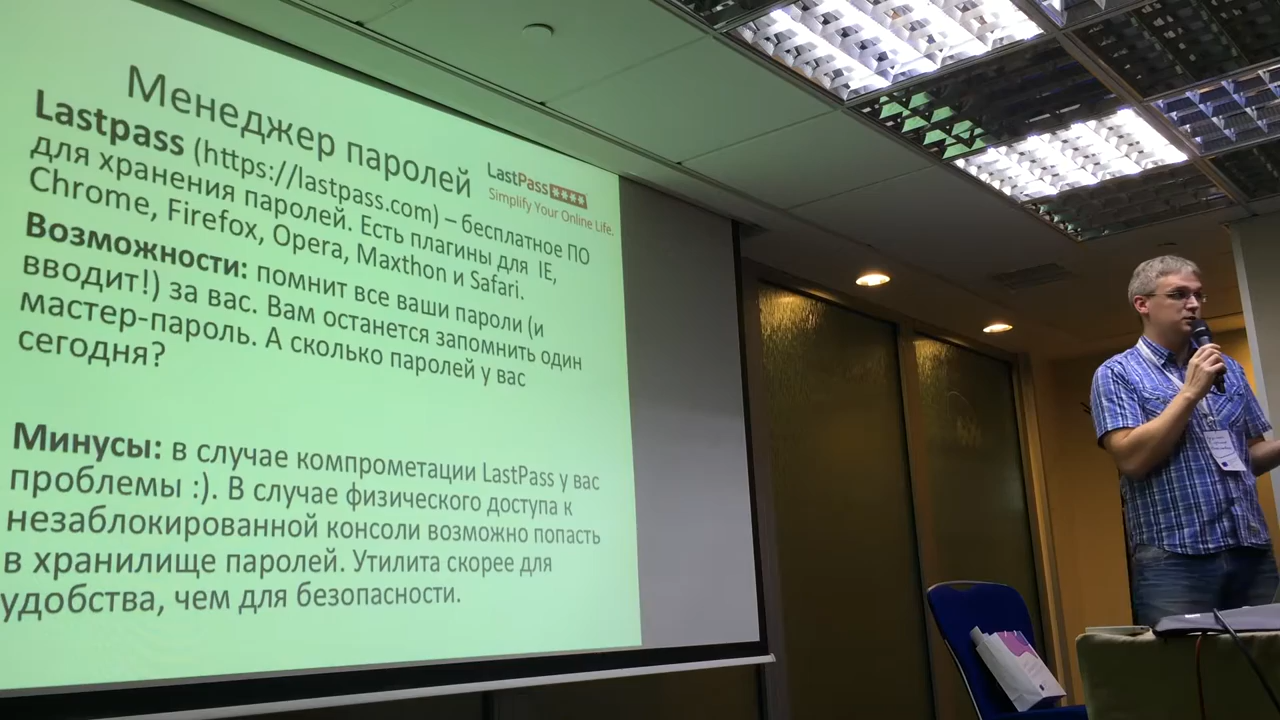 Менеджер паролей
LastPass ****
Simplify Your Online Life.
Lastpass (https://lastpass.com) – бесплатное ПО
для хранения паролей. Есть плагины для IE,
Chrome, Firefox, Opera, Maxthon и Safari.
Возможности: помнит все ваши пароли (и
вводит!) за вас. Вам останется запомнить один
мастер-пароль. А сколько паролей у вас
сегодня?
Минусы: в случае компрометации LastPass у вас
проблемы :). В случае физического доступа к
незаблокированной консоли возможно попасть
в хранилище паролей. Утилита скорее для
удобства, чем для безопасности.